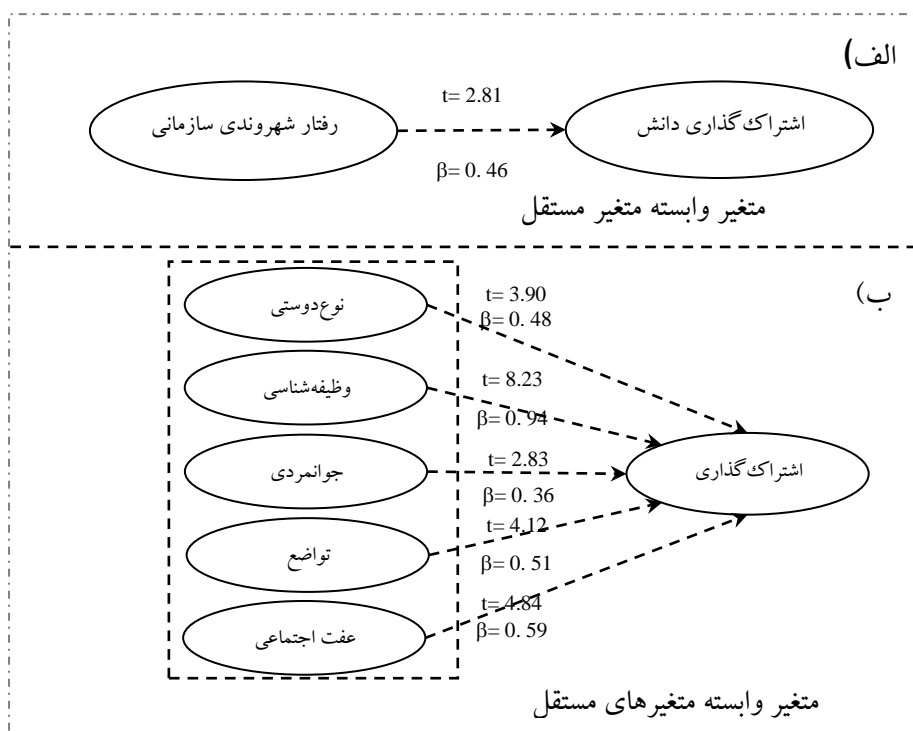 الف)
t= 2.81
رفتار شهروندی سازمانی
اشتراک‌گذاری دانش
β= 0. 46
متغیر وابسته متغیر مستقل
ب)
نوع‌دوستی
t= 3.90
β= 0. 48
وظیفه‌شناسی
t= 8.23
β= 0. 94
جوانمردی
t= 2.83
β= 0. 36
اشتراک‌گذاری
تواضع
t= 4.12
β= 0. 51
عفت اجتماعی
t= 4.84
β= 0. 59
متغیر وابسته متغیرهای مستقل